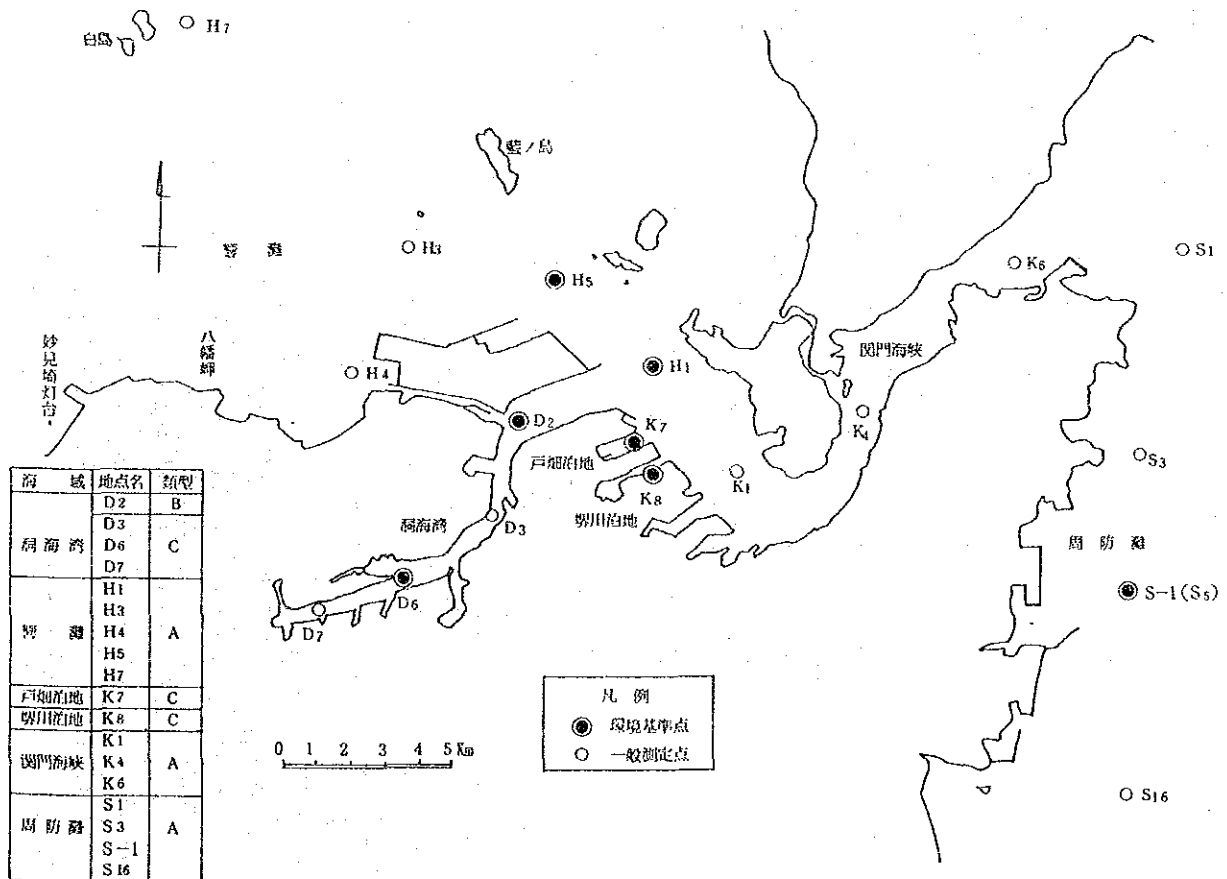 白島
H7
藍ノ島
響 灘
H3
H5
S1
K6
妙見埼灯台
八幡岬
H4
H1
関門海峡
K4
D2
K7
戸畑泊地
K8
K1
S3
堺川泊地
洞海湾
D3
周 防 灘
D6
D7
S-1(S5)
S16
海 域 地点名 類型
洞 海 湾
D2 B
D3
D6 C
D7
響 灘
H1
H3
H4 A
H5
H7
戸畑泊地 K7 C
堺川泊地 K8 C
関門海峡
K1
K4 A
K6
周 防 灘
S1
S3 A
S-1
S16
0 1 2 3 4 5 Km
凡 例
環境基準点
一般測定点